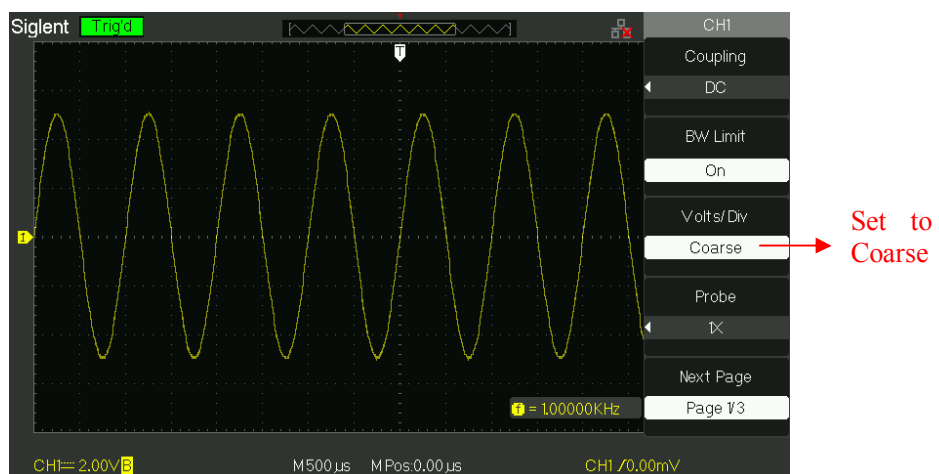 Siglent Trig'd
T
CH1
Coupling
DC
BW Limit
On
Volts/Div
Coarse
Probe
1X
Next Page
Page 1/3
Set to
Coarse
1
f = 1.00000KHz
CH1 2.00V B
M 500µs M Pos:0.00µs
CH1 / 0.00mV